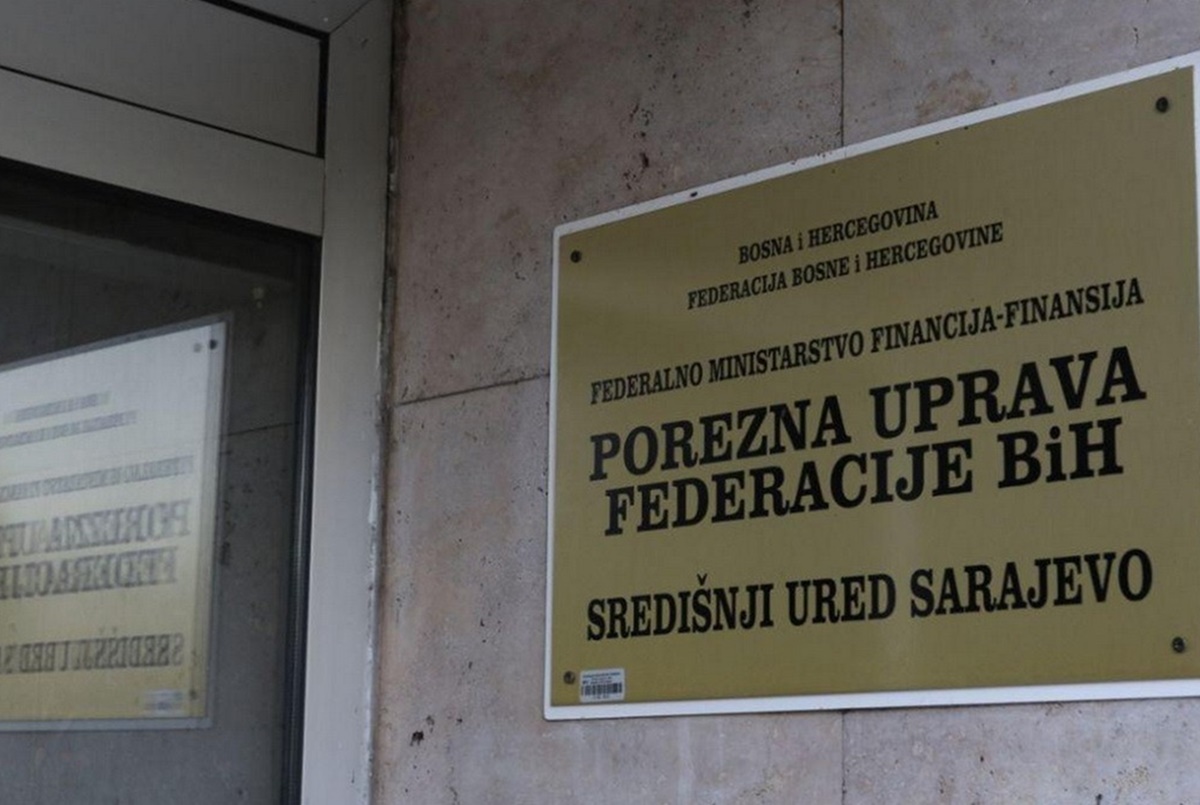 BOSNA i HERCEGOVINA
FEDERACIJA BOSNE i HERCEGOVINE
FEDERALNO MINISTARSTVO FINANCIJA-FINANSIJA
POREZNA UPRAVA
FEDERACIJE BiH
SREDIŠNJI URED SARAJEVO